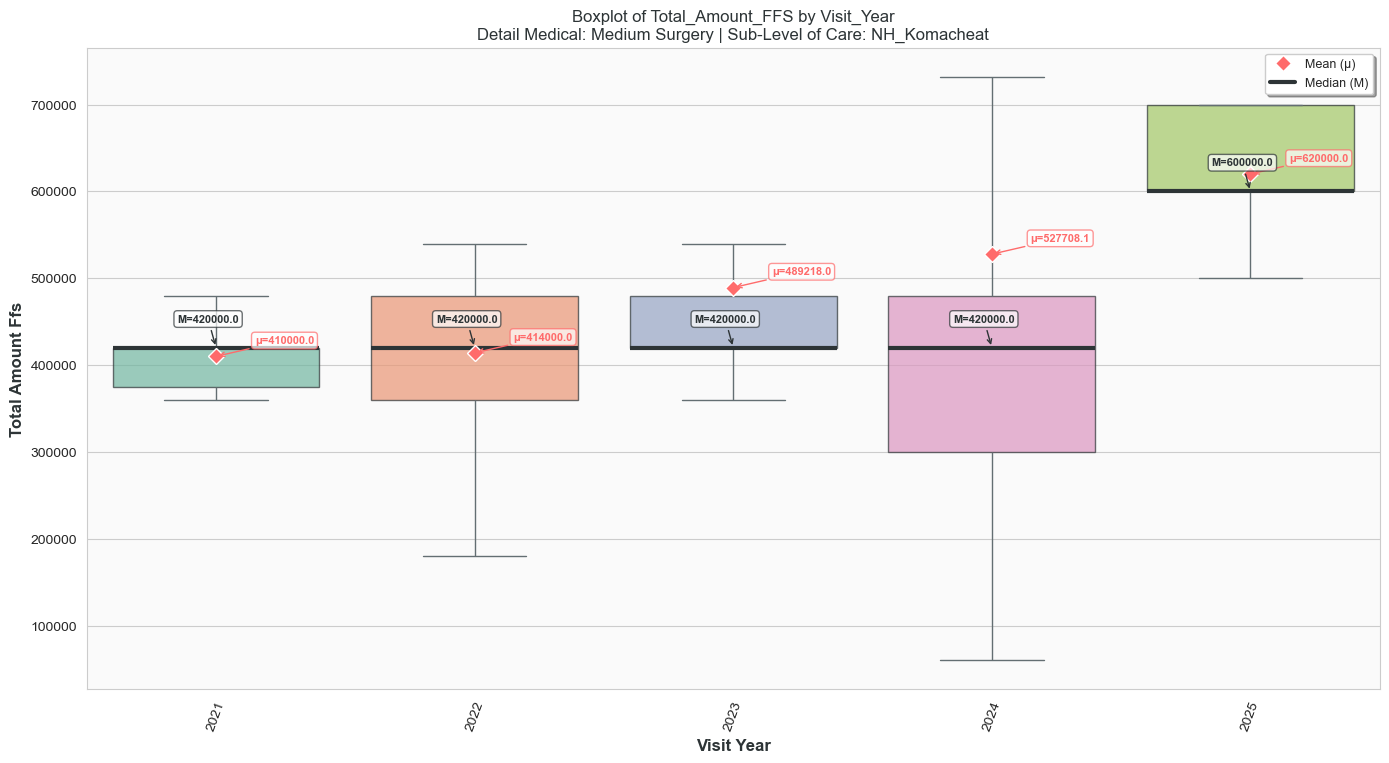 Boxplot of Total_Amount_FFS by Visit_Year
Detail Medical: Medium Surgery | Sub-Level of Care: NH_Komacheat
Mean (μ)
Median (M)
Total Amount Ffs
700000
600000
500000
400000
300000
200000
100000
M=420000.0
μ=410000.0
M=420000.0
μ=414000.0
μ=489218.0
M=420000.0
μ=527708.1
M=420000.0
M=600000.0
μ=620000.0
2021
2022
2023
2024
2025
Visit Year